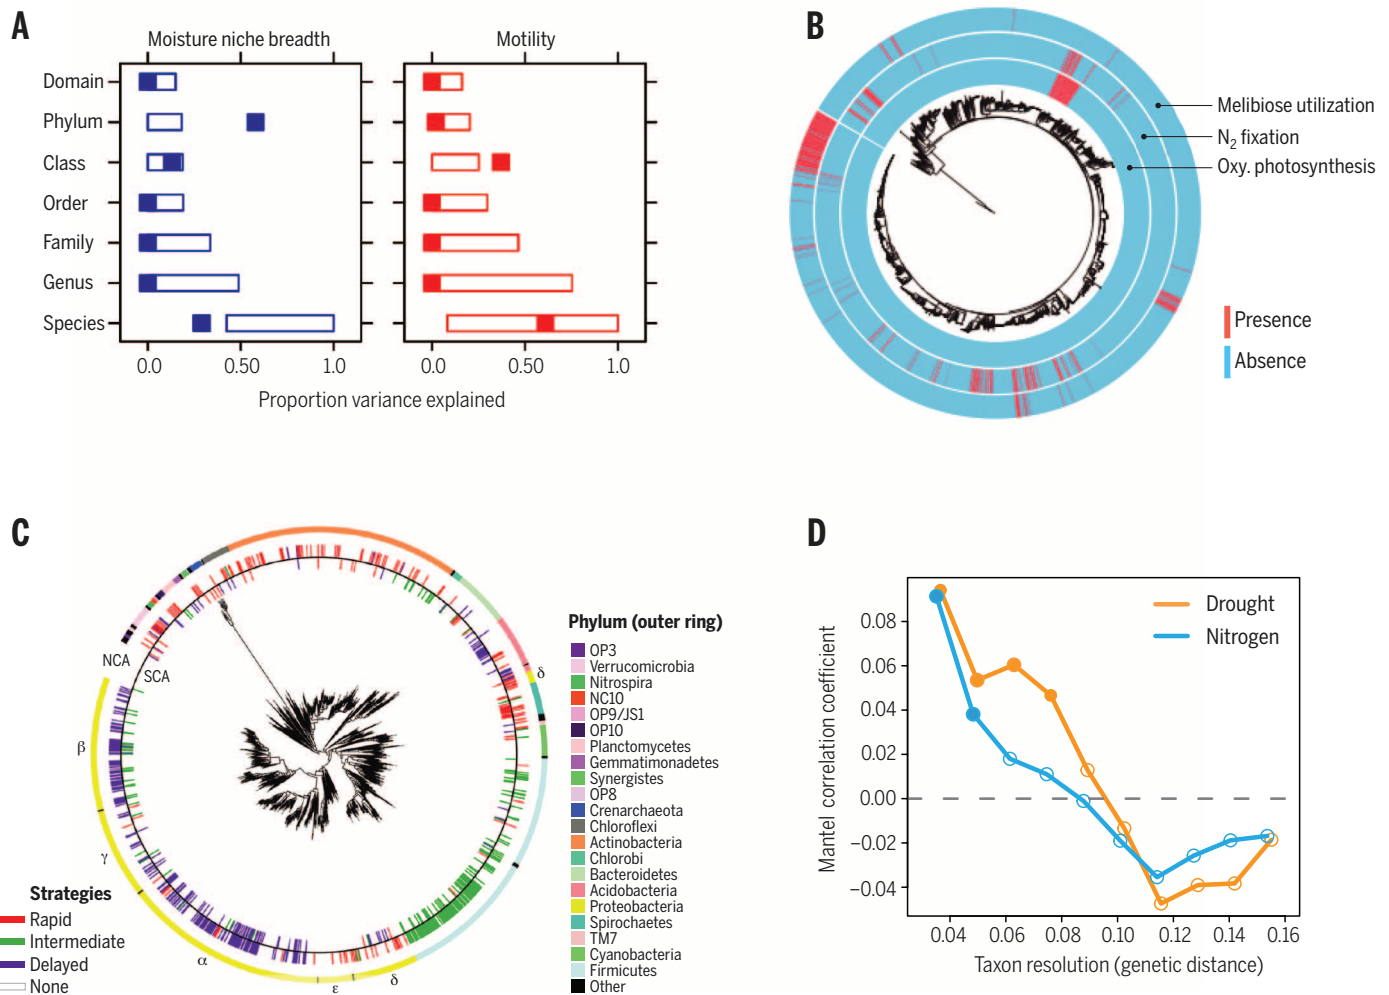 A
Moisture niche breadth
Motility
Domain
Phylum
Class
Order
Family
Genus
Species
0.0 0.50 1.0
0.0 0.50 1.0
Proportion variance explained
B
Melibiose utilization
N2 fixation
Oxy. photosynthesis
Presence
Absence
C
NCA
SCA
β
γ
α
ε
δ
δ
Strategies
Rapid
Intermediate
Delayed
None
Phylum (outer ring)
OP3
Verrucomicrobia
Nitrospira
NC10
OP9/JS1
OP10
Planctomycetes
Gemmatimonadetes
Synergistes
OP8
Crenarchaeota
Chloroflexi
Actinobacteria
Chlorobi
Bacteroidetes
Acidobacteria
Proteobacteria
Spirochaetes
TM7
Cyanobacteria
Firmicutes
Other
D
Drought
Nitrogen
Mantel correlation coefficient
0.08
0.06
0.04
0.02
0.00
−0.02
−0.04
0.04 0.06 0.08 0.10 0.12 0.14 0.16
Taxon resolution (genetic distance)